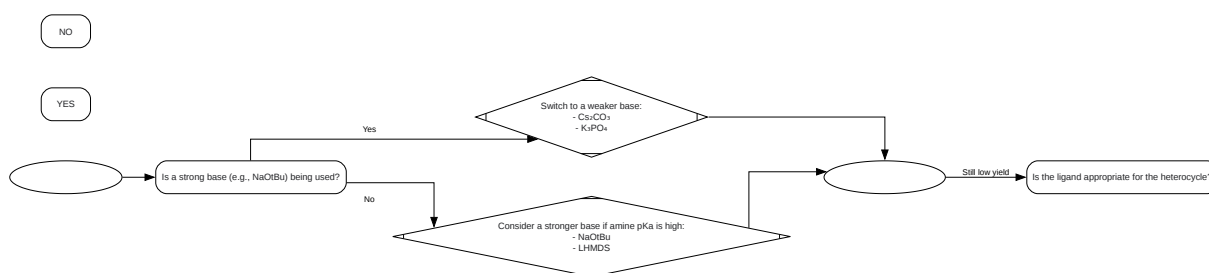 NO
YES
Switch to a weaker base:
- Cs₂CO₃
- K₃PO₄
Yes
Is a strong base (e.g., NaOtBu) being used?
No
Consider a stronger base if amine pKa is high:
- NaOtBu
- LHMDS
Still low yield
Is the ligand appropriate for the heterocycle?